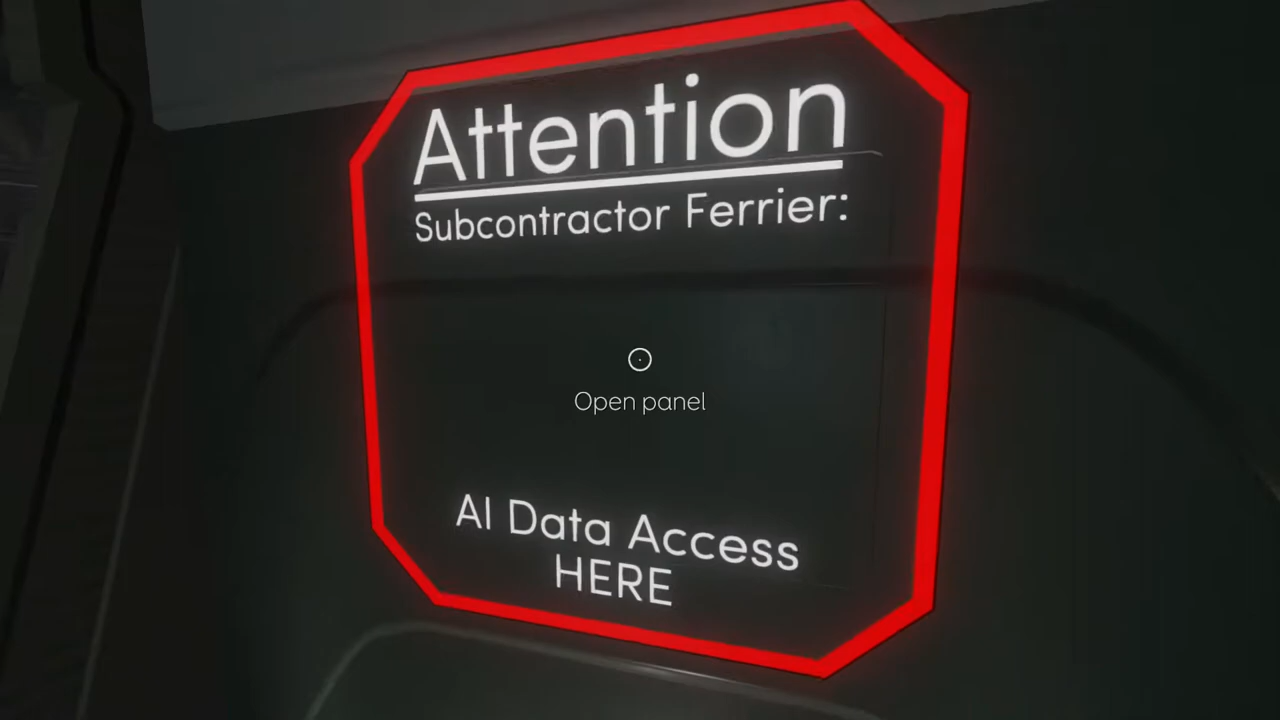 Attention
Subcontractor Ferrier:
Open panel
AI Data Access
HERE